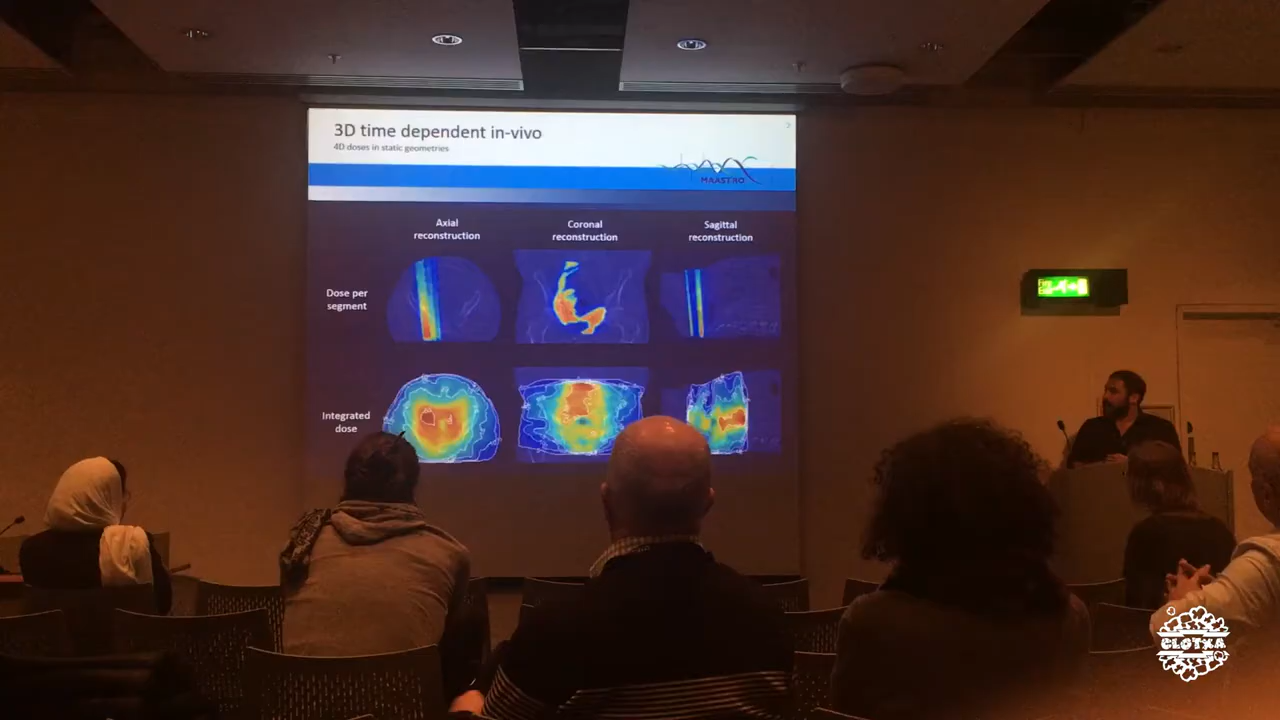 3D time dependent in-vivo
4D doses in static geometries
MAASTRO
Axial
reconstruction
Coronal
reconstruction
Sagittal
reconstruction
Dose per
segment
Integrated
dose
CLOTXA